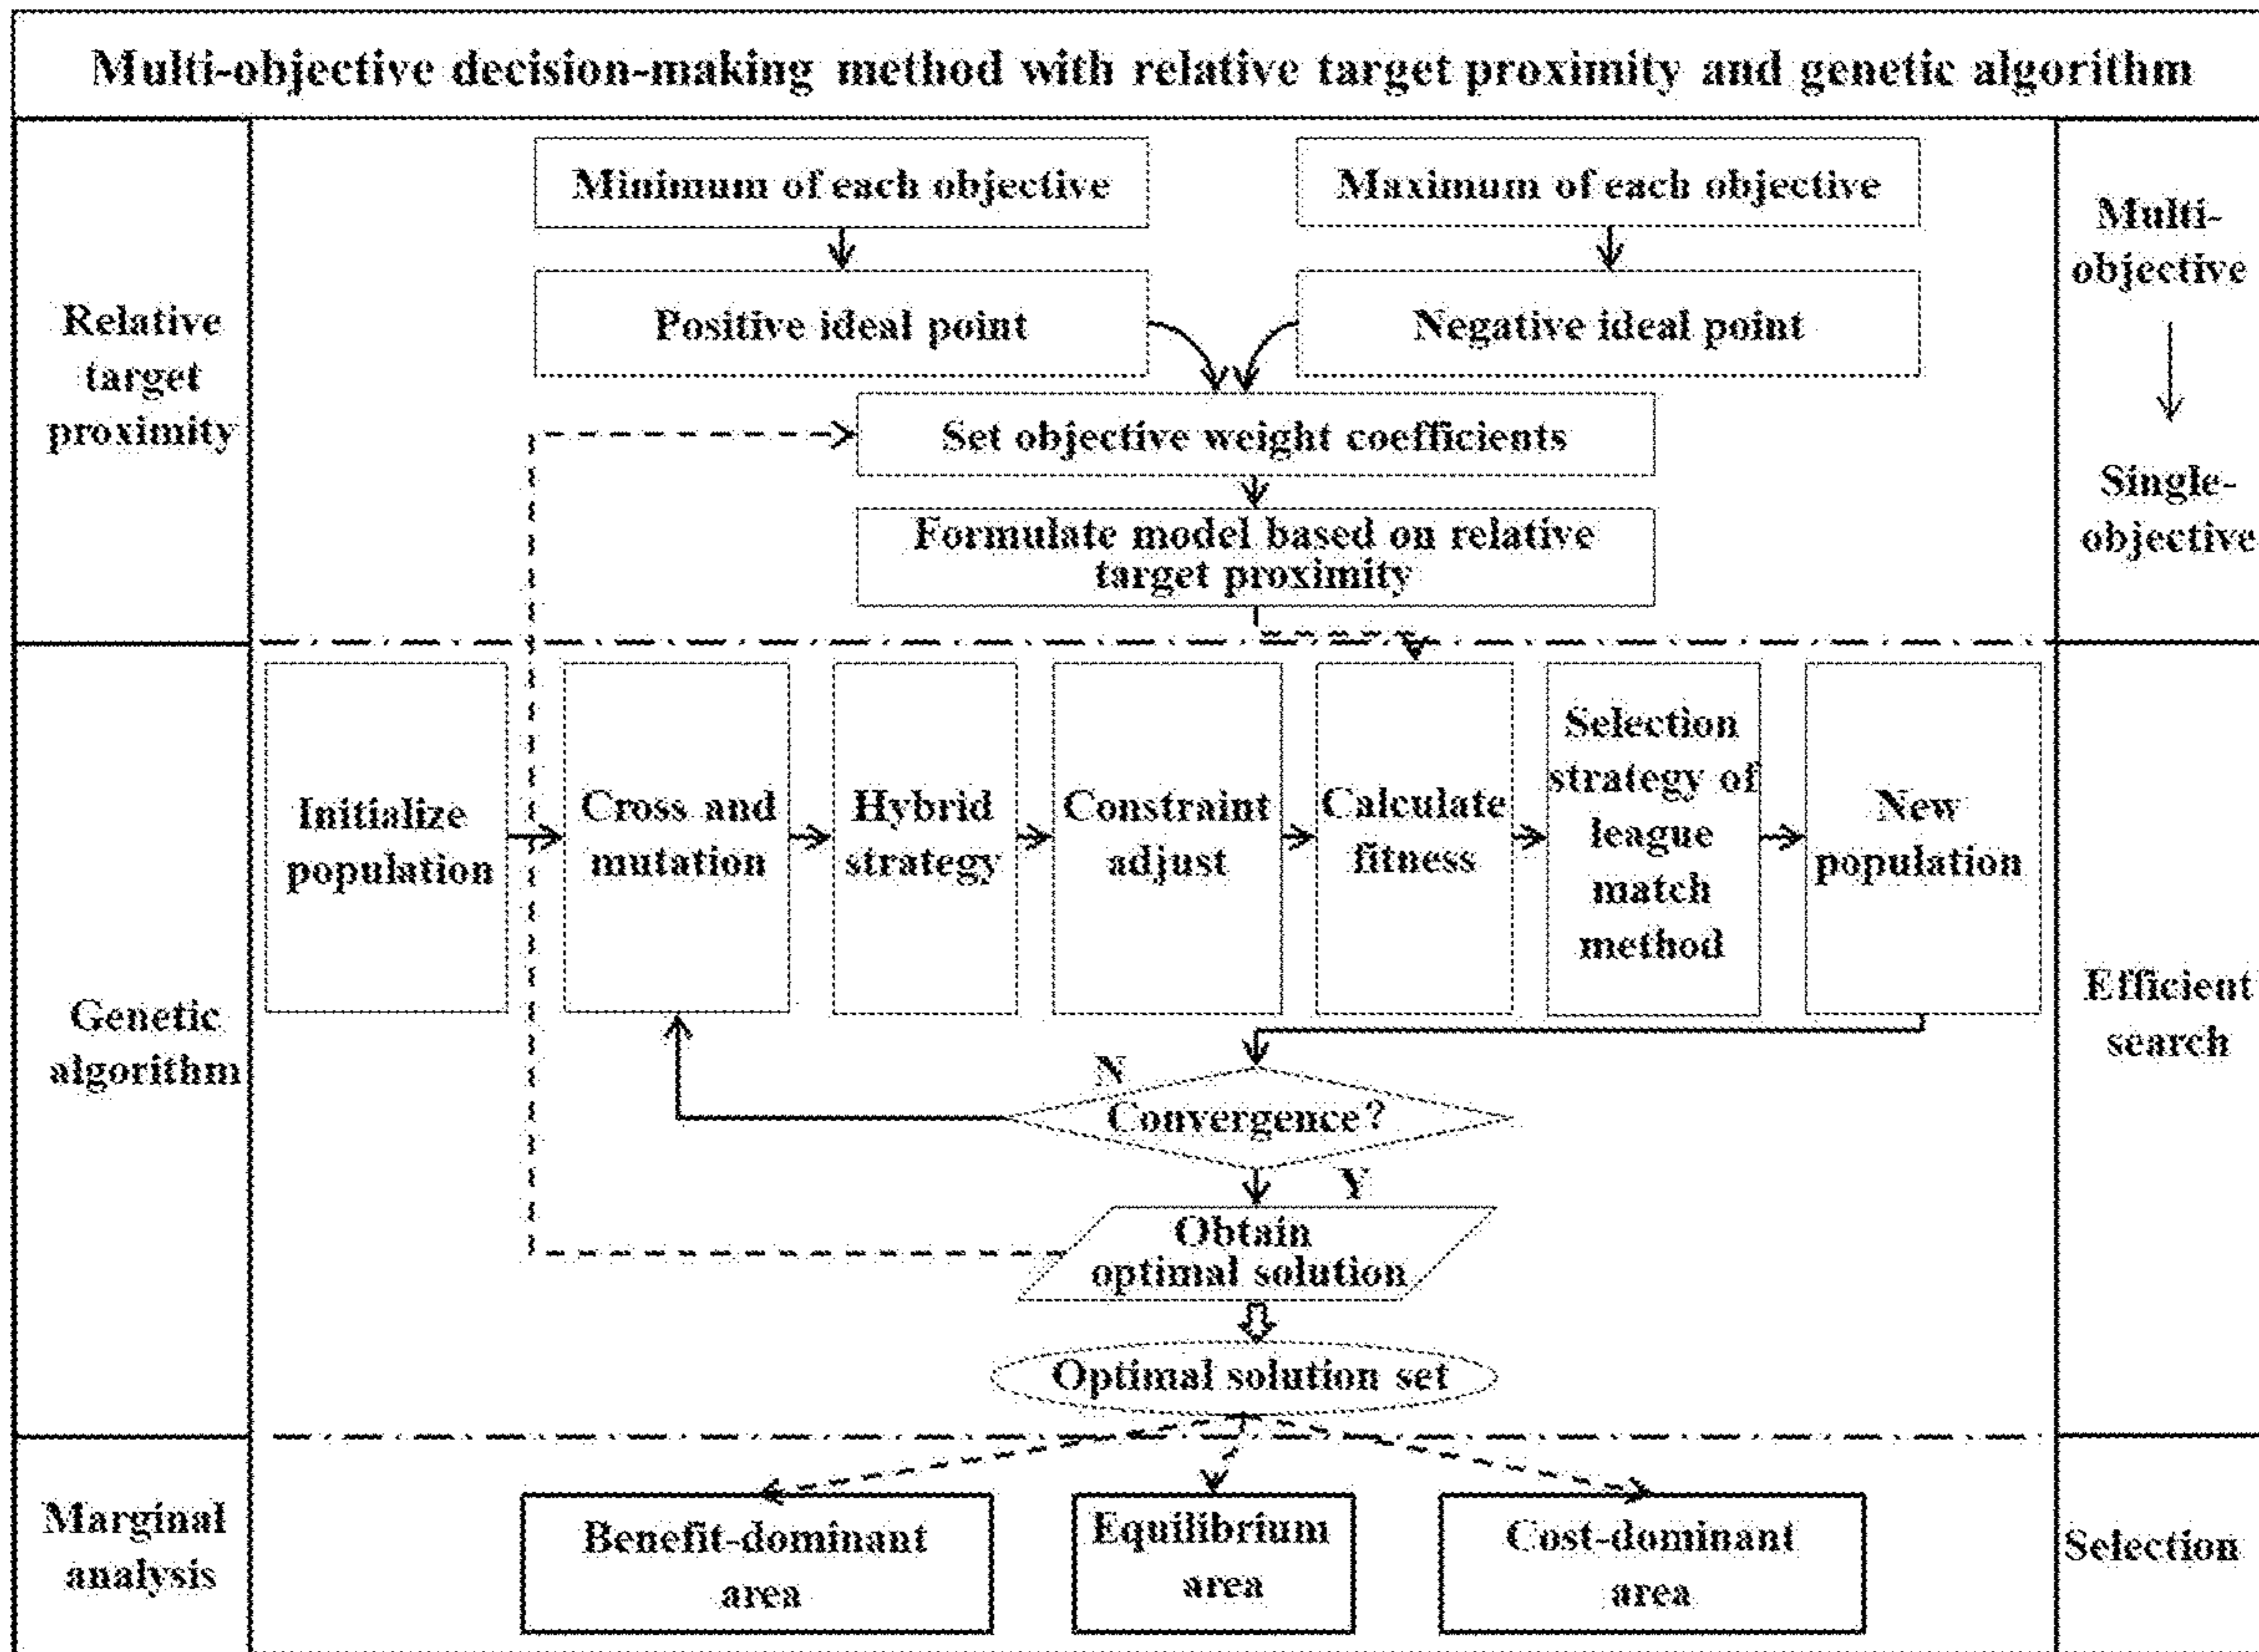 Multi-objective decision-making method with relative target proximity and genetic algorithm
Relative
target
proximity
Minimum of each objective
Maximum of each objective
Positive ideal point
Negative ideal point
Set objective weight coefficients
Formulate model based on relative
target proximity
Multi-
objective
Single-
objective
Genetic
algorithm
Initialize
population
Cross and
mutation
Hybrid
strategy
Constraint
adjust
Calculate
fitness
Selection
strategy of
league
match
method
New
population
N
Convergence?
Y
Obtain
optimal solution
Optimal solution set
Efficient
search
Marginal
analysis
Benefit-dominant
area
Equilibrium
area
Cost-dominant
area
Selection